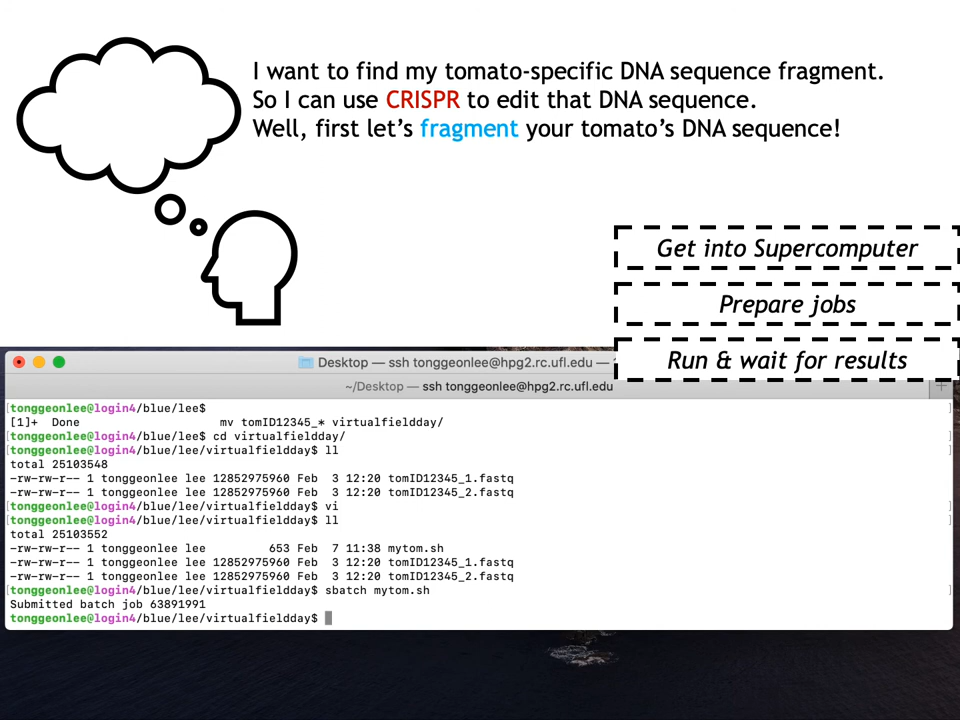 I want to find my tomato-specific DNA sequence fragment.
So I can use CRISPR to edit that DNA sequence.
Well, first let's fragment your tomato's DNA sequence!
Get into Supercomputer
Prepare jobs
Run & wait for results
Desktop — ssh tonggeonlee@hpg2.rc.ufl.edu —
~/Desktop — ssh tonggeonlee@hpg2.rc.ufl.edu
[tonggeonlee@login4/blue/lee$ ]
[1]+  Done                    mv tomID12345_* virtualfieldday/
[tonggeonlee@login4/blue/lee$ cd virtualfieldday/ ]
[tonggeonlee@login4/blue/lee/virtualfieldday$ ll ]
total 25103548
-rw-rw-r-- 1 tonggeonlee lee 12852975960 Feb  3 12:20 tomID12345_1.fastq
-rw-rw-r-- 1 tonggeonlee lee 12852975960 Feb  3 12:20 tomID12345_2.fastq
[tonggeonlee@login4/blue/lee/virtualfieldday$ vi ]
[tonggeonlee@login4/blue/lee/virtualfieldday$ ll ]
total 25103552
-rw-rw-r-- 1 tonggeonlee lee         653 Feb  7 11:38 mytom.sh
-rw-rw-r-- 1 tonggeonlee lee 12852975960 Feb  3 12:20 tomID12345_1.fastq
-rw-rw-r-- 1 tonggeonlee lee 12852975960 Feb  3 12:20 tomID12345_2.fastq
[tonggeonlee@login4/blue/lee/virtualfieldday$ sbatch mytom.sh ]
Submitted batch job 63891991
tonggeonlee@login4/blue/lee/virtualfieldday$